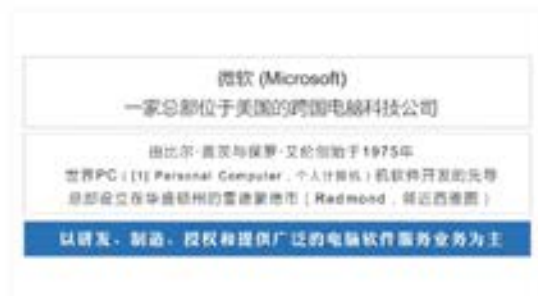 微软 (Microsoft)
一家总部位于美国的跨国电脑科技公司
由比尔·盖茨与保罗·艾伦创始于1975年
世界PC（[1] Personal Computer，个人计算机）机软件开发的先导
总部设立在华盛顿州的雷德蒙德市（Redmond，邻近西雅图）
以研发、制造、授权和提供广泛的电脑软件服务业务为主